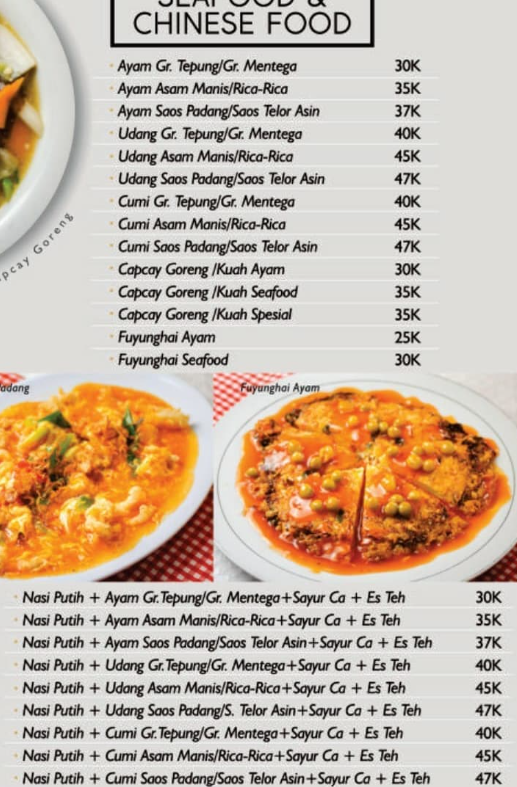 SEAFOOD &
CHINESE FOOD
Ayam Gr. Tepung/Gr. Mentega 30K
Ayam Asam Manis/Rica-Rica 35K
Ayam Saos Padang/Saos Telor Asin 37K
Udang Gr. Tepung/Gr. Mentega 40K
Udang Asam Manis/Rica-Rica 45K
Udang Saos Padang/Saos Telor Asin 47K
Cumi Gr. Tepung/Gr. Mentega 40K
Cumi Asam Manis/Rica-Rica 45K
Cumi Saos Padang/Saos Telor Asin 47K
Capcay Goreng /Kuah Ayam 30K
Capcay Goreng /Kuah Seafood 35K
Capcay Goreng /Kuah Spesial 35K
Fuyunghai Ayam 25K
Fuyunghai Seafood 30K
apcay Goreng
adang
Fuyunghai Ayam
Nasi Putih + Ayam Gr.Tepung/Gr. Mentega+Sayur Ca + Es Teh 30K
Nasi Putih + Ayam Asam Manis/Rica-Rica+Sayur Ca + Es Teh 35K
Nasi Putih + Ayam Saos Padang/Saos Telor Asin+Sayur Ca + Es Teh 37K
Nasi Putih + Udang Gr.Tepung/Gr. Mentega+Sayur Ca + Es Teh 40K
Nasi Putih + Udang Asam Manis/Rica-Rica+Sayur Ca + Es Teh 45K
Nasi Putih + Udang Saos Padang/S. Telor Asin+Sayur Ca + Es Teh 47K
Nasi Putih + Cumi Gr.Tepung/Gr. Mentega+Sayur Ca + Es Teh 40K
Nasi Putih + Cumi Asam Manis/Rica-Rica+Sayur Ca + Es Teh 45K
Nasi Putih + Cumi Saos Padang/Saos Telor Asin+Sayur Ca + Es Teh 47K